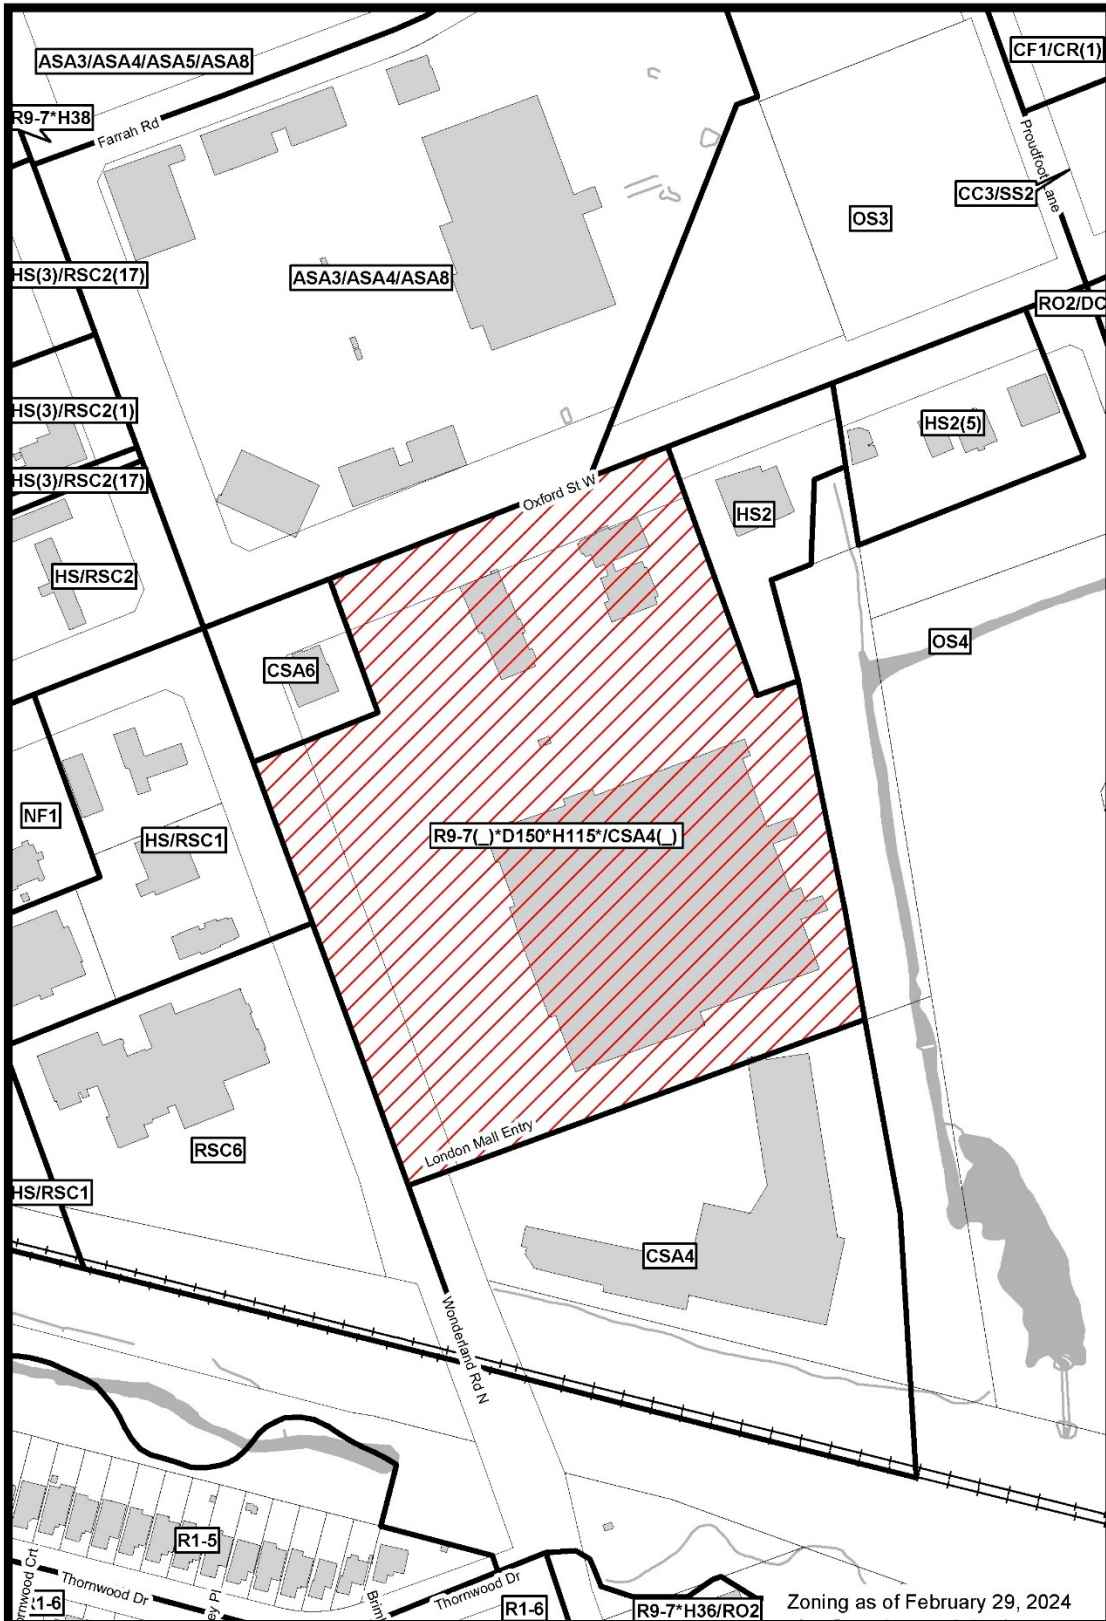 ASA3/ASA4/ASA5/ASA8
CF1/CR(1)
R9-7*H38
Farrah Rd
Proudfoot Lane
CC3/SS2
OS3
HS(3)/RSC2(17)
ASA3/ASA4/ASA8
RO2/DC
HS(3)/RSC2(1)
HS2(5)
HS(3)/RSC2(17)
Oxford St W
HS2
HS/RSC2
OS4
CSA6
NF1
R9-7(_)*D150*H115*/CSA4(_)
HS/RSC1
London Mall Entry
RSC6
HS/RSC1
CSA4
Wonderland Rd N
R1-5
Thornwood Dr
Thornwood Dr
R1-6
R9-7*H36/RO2
Zoning as of February 29, 2024